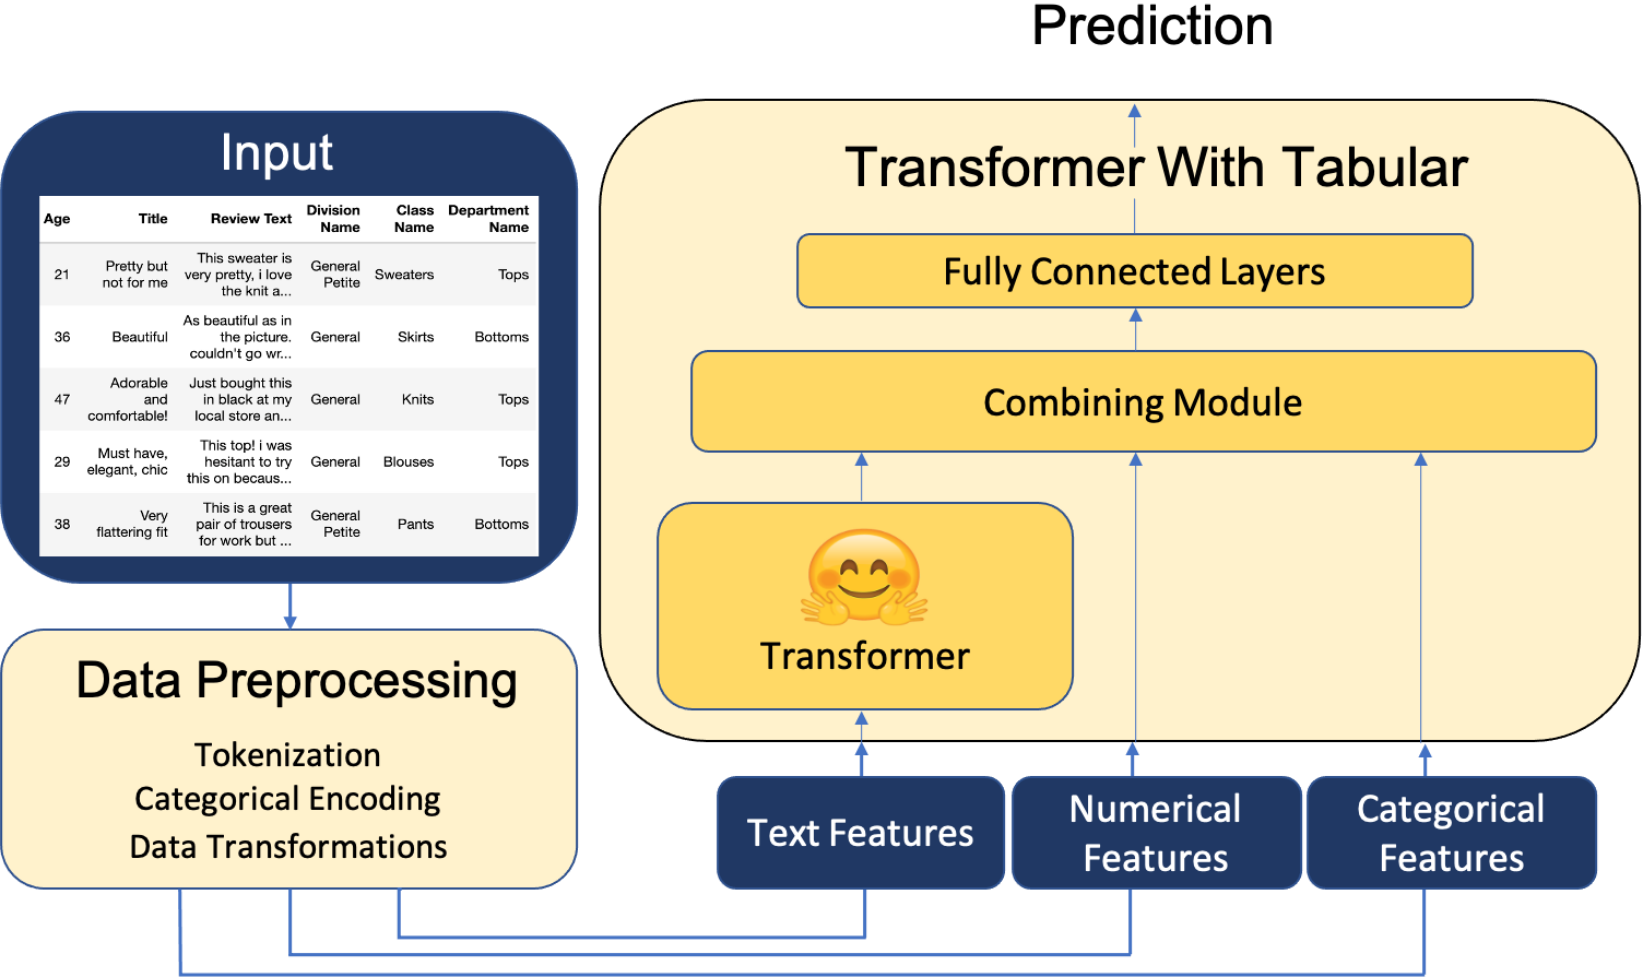 Prediction
Input
Age Title Review Text Division Name Class Name Department Name
21 Pretty but not for me This sweater is very pretty, i love the knit a... General Petite Sweaters Tops
36 Beautiful As beautiful as in the picture. couldn't go wr... General Skirts Bottoms
47 Adorable and comfortable! Just bought this in black at my local store an... General Knits Tops
29 Must have, elegant, chic This top! i was hesitant to try this on becaus... General Blouses Tops
38 Very flattering fit This is a great pair of trousers for work but ... General Petite Pants Bottoms
Data Preprocessing
Tokenization
Categorical Encoding
Data Transformations
Transformer With Tabular
Fully Connected Layers
Combining Module
Transformer
Text Features
Numerical
Features
Categorical
Features